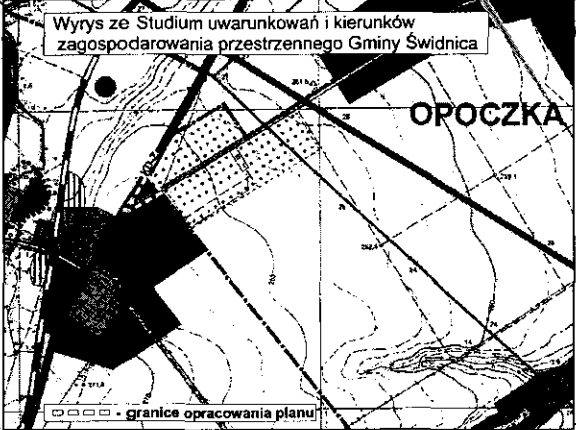 Wyrys ze Studium uwarunkowań i kierunków
zagospodarowania przestrzennego Gminy Świdnica
OPOCZKA
- granice opracowania planu